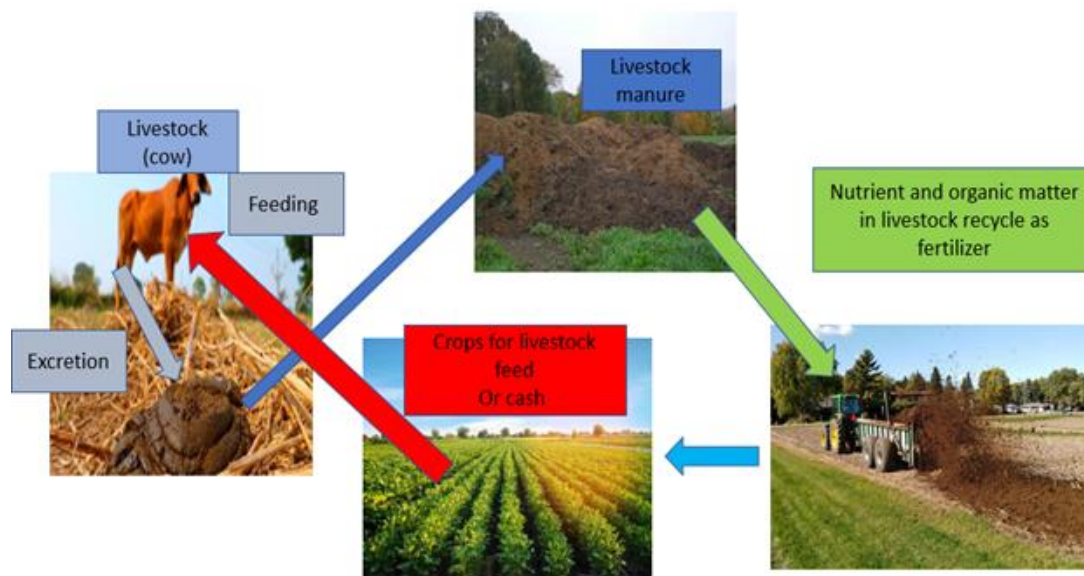 Livestock
manure
Livestock
(cow)
Feeding
Nutrient and organic matter
in livestock recycle as
fertilizer
Excretion
Crops for livestock
feed
Or cash